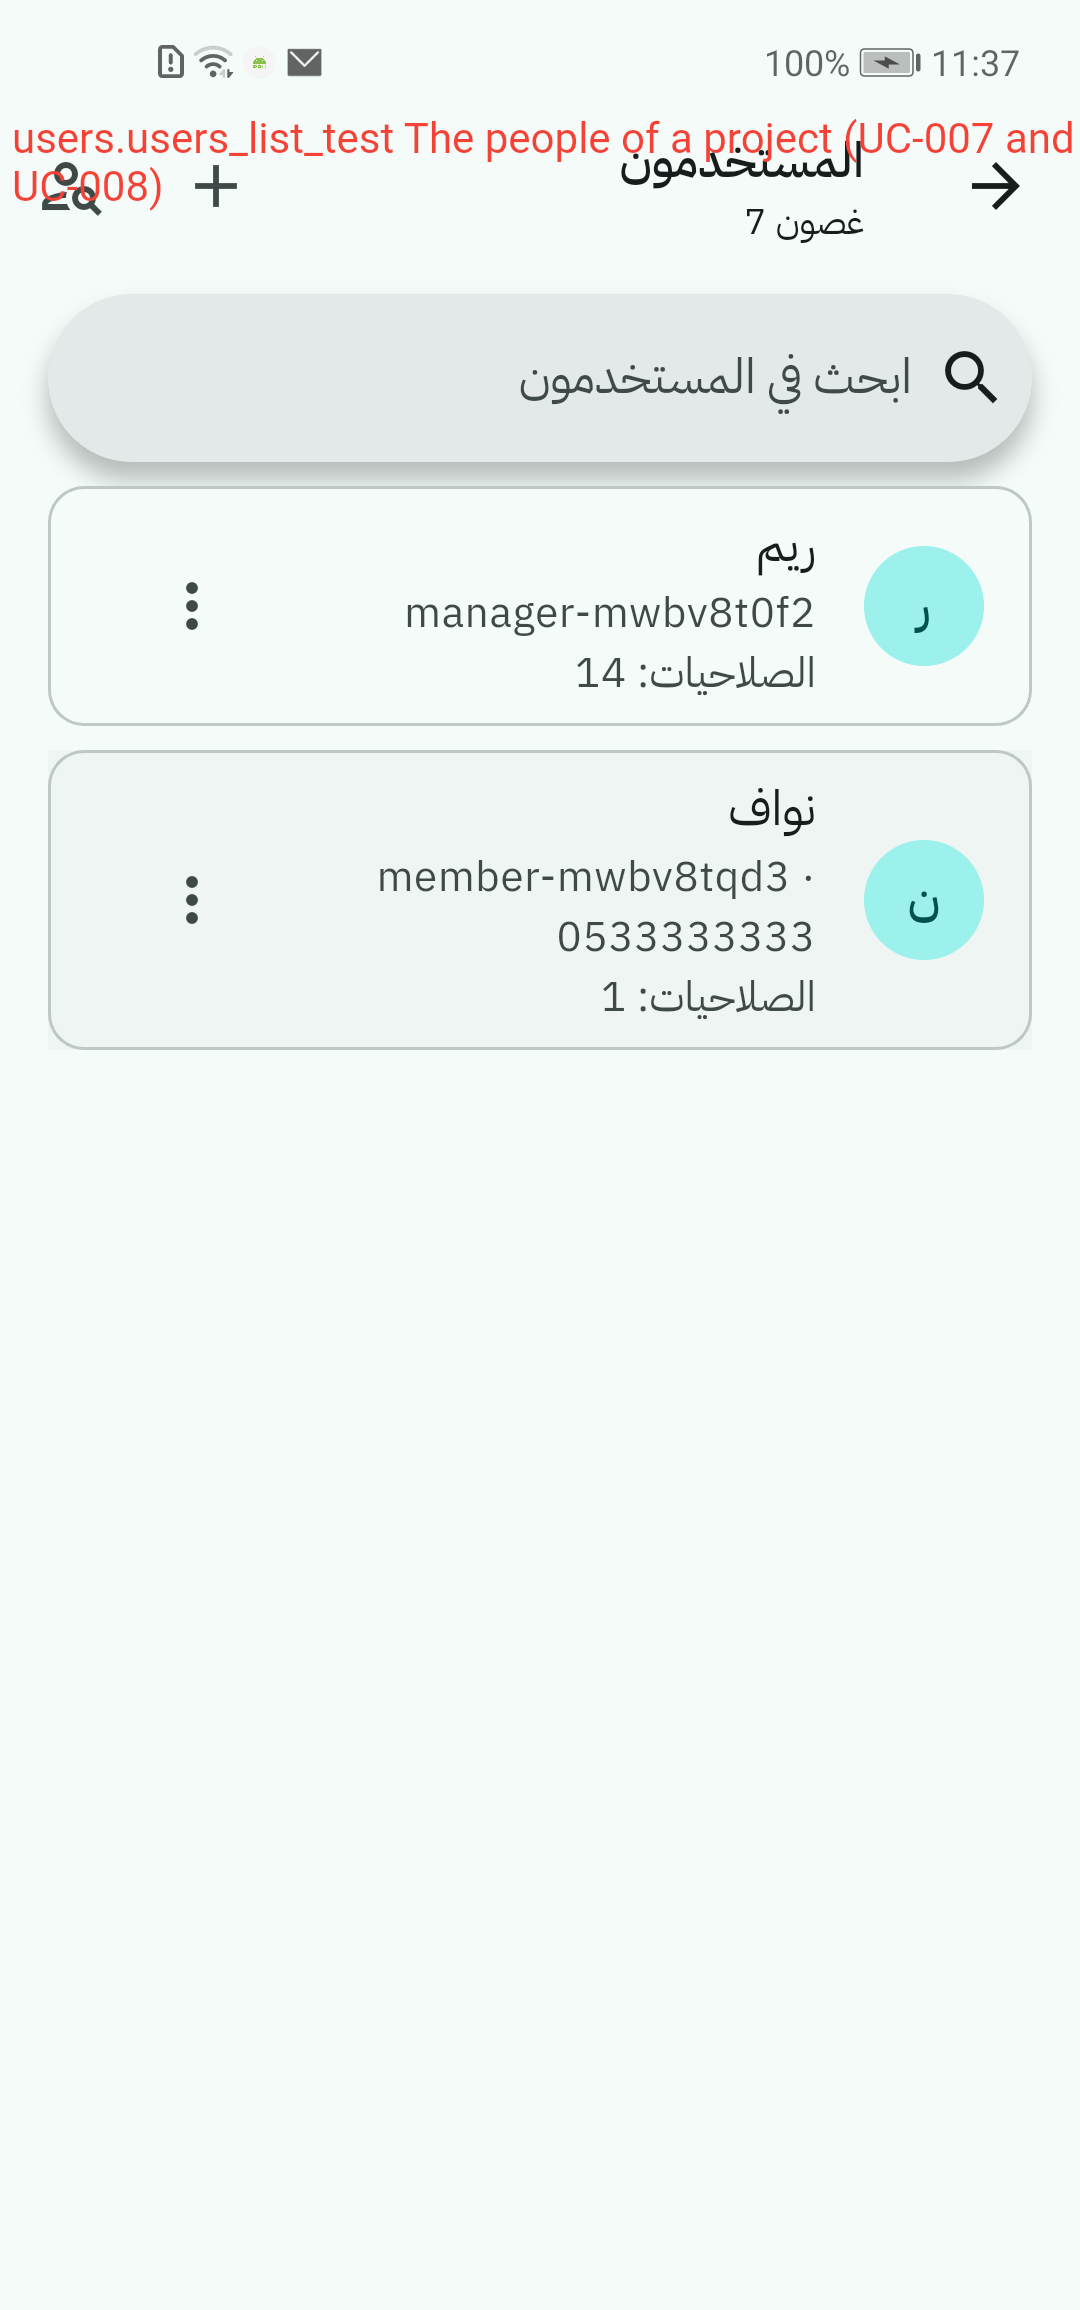 100% 11:37
users.users_list_test The people of a project (UC-007 and
UC-008)
المستخدمون
غصون 7
ابحث في المستخدمون
ريم
ر
manager-mwbv8t0f2
الصلاحيات: 14
نواف
ن
member-mwbv8tqd3 ·
0533333333
الصلاحيات: 1